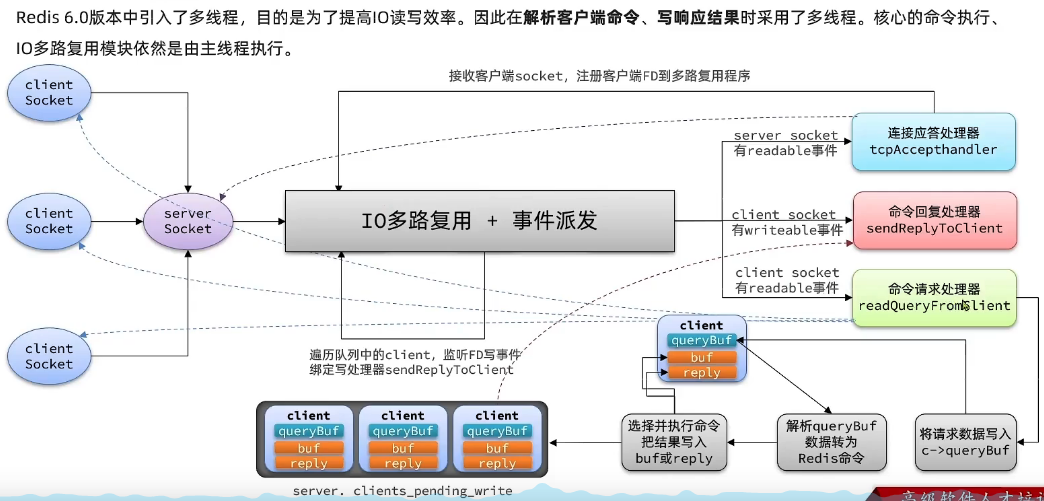 Redis 6.0版本中引入了多线程，目的是为了提高IO读写效率。因此在解析客户端命令、写响应结果时采用了多线程。核心的命令执行、
IO多路复用模块依然是由主线程执行。
接收客户端socket，注册客户端FD到多路复用程序
client
Socket
client
Socket
client
Socket
server
Socket
IO多路复用 + 事件派发
server socket
有readable事件
client socket
有writeable事件
client socket
有readable事件
连接应答处理器
tcpAccepthandler
命令回复处理器
sendReplyToClient
命令请求处理器
readQueryFromClient
遍历队列中的client，监听FD写事件
绑定写处理器sendReplyToClient
client
queryBuf
buf
reply
client
queryBuf
buf
reply
client
queryBuf
buf
reply
client
queryBuf
buf
reply
选择并执行命令
把结果写入
buf或reply
解析queryBuf
数据转为
Redis命令
将请求数据写入
c->queryBuf
server. clients_pending_write
高级软件人才培